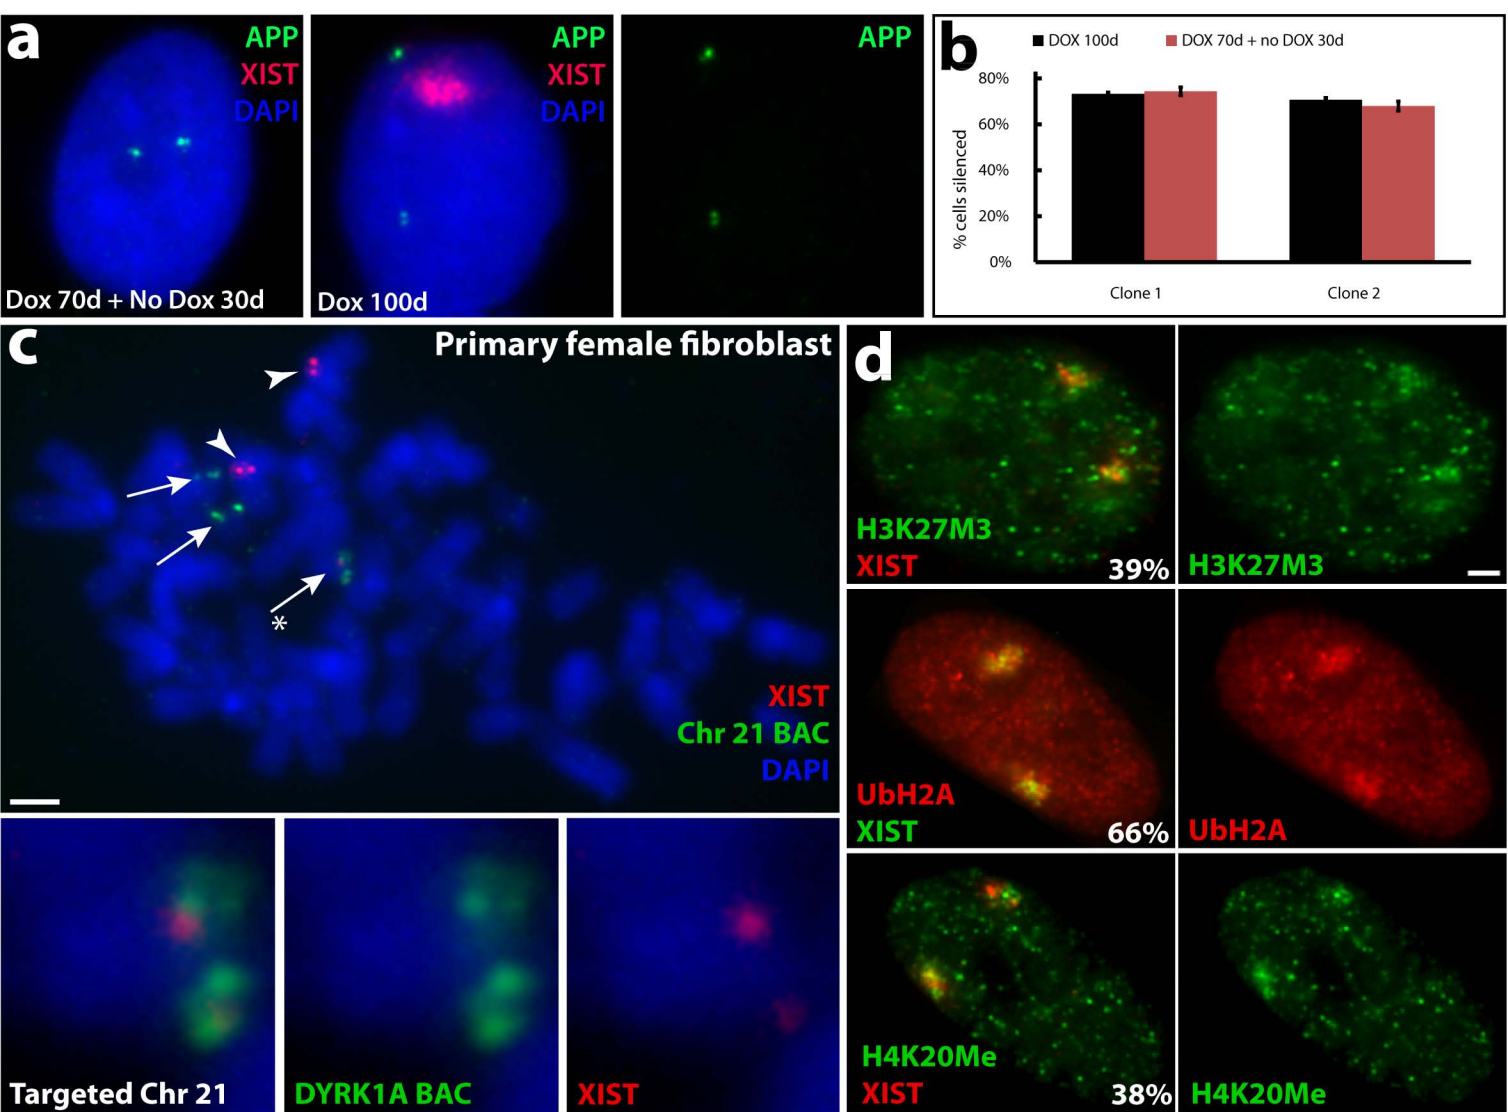 a
APP
XIST
DAPI
Dox 70d + No Dox 30d
APP
XIST
DAPI
Dox 100d
APP
b
DOX 100d
DOX 70d + no DOX 30d
% cells silenced
80%
60%
40%
20%
0%
Clone 1
Clone 2
c
Primary female fibroblast
*
XIST
Chr 21 BAC
DAPI
Targeted Chr 21
DYRK1A BAC
XIST
d
H3K27M3
XIST
39%
H3K27M3
UbH2A
XIST
66%
UbH2A
H4K20Me
XIST
38%
H4K20Me